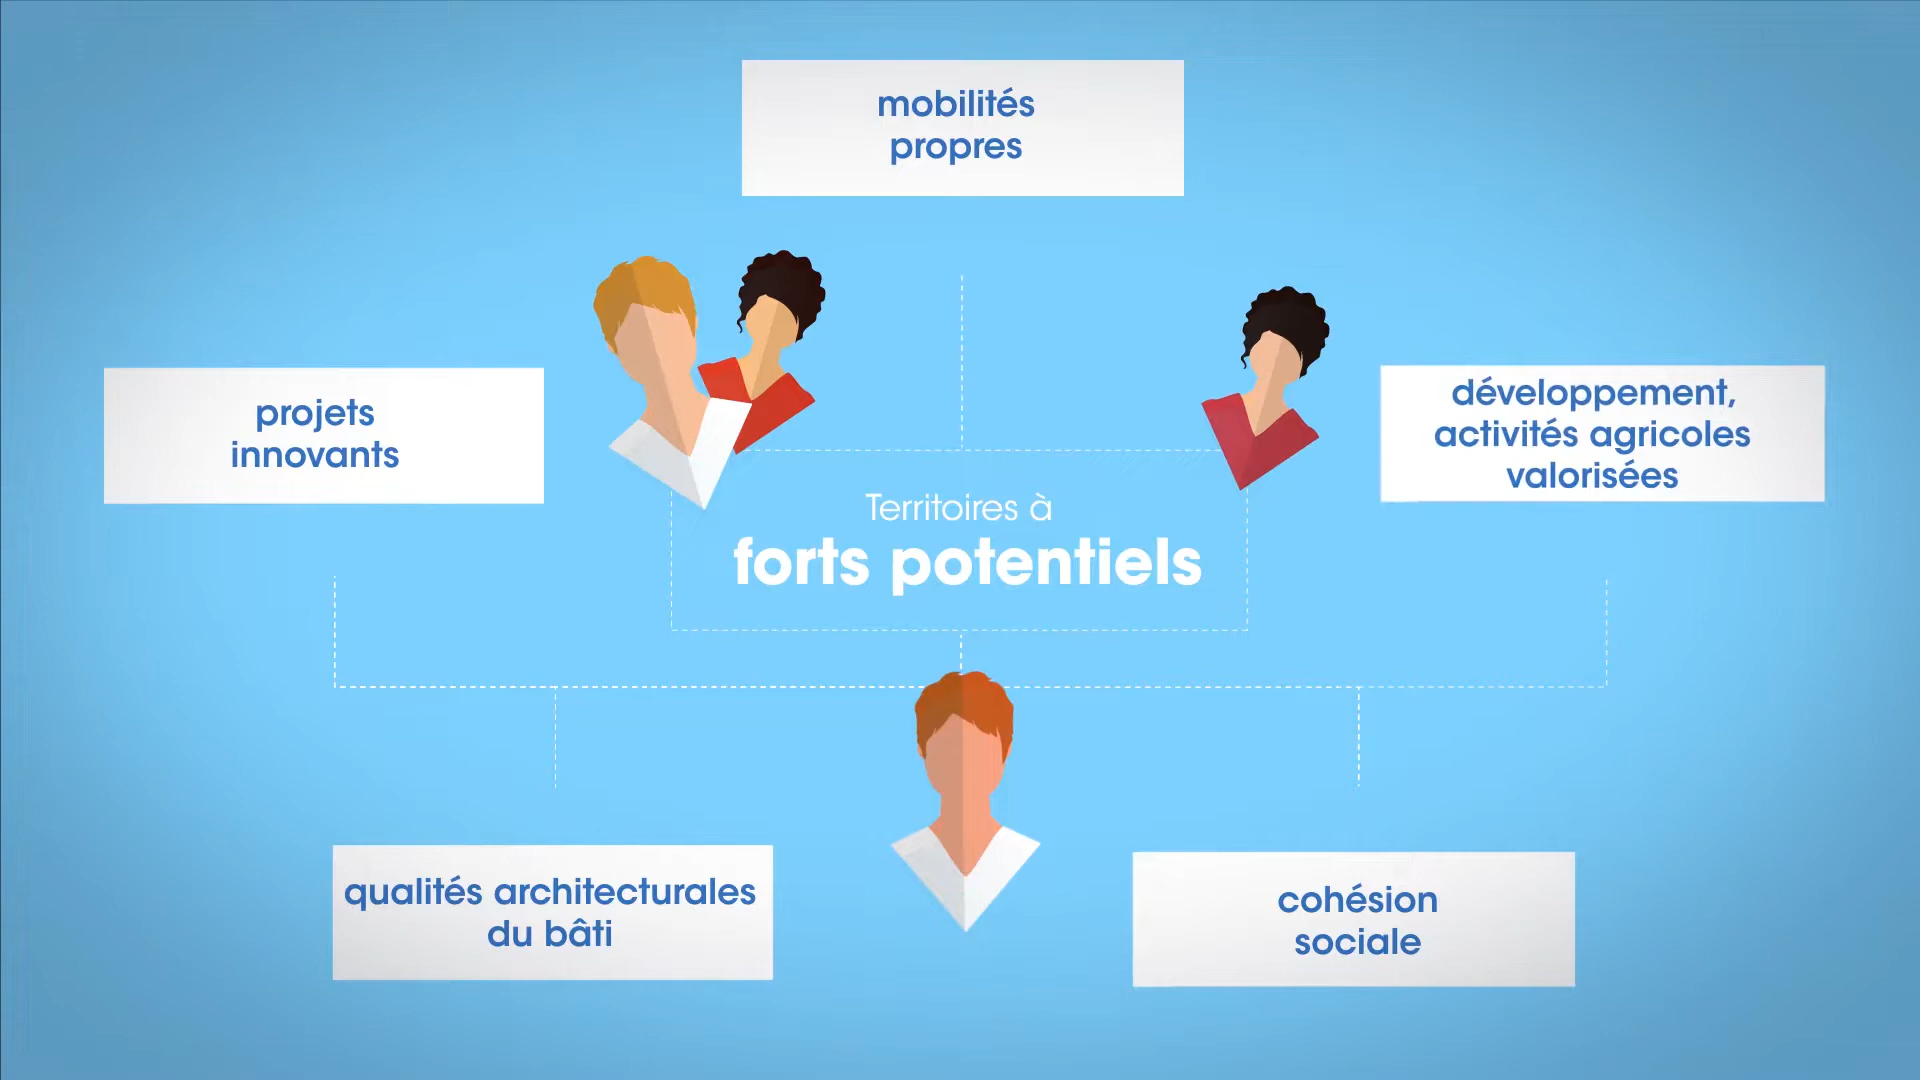 mobilités
propres
projets
innovants
développement,
activités agricoles
valorisées
Territoires à
forts potentiels
qualités architecturales
du bâti
cohésion
sociale